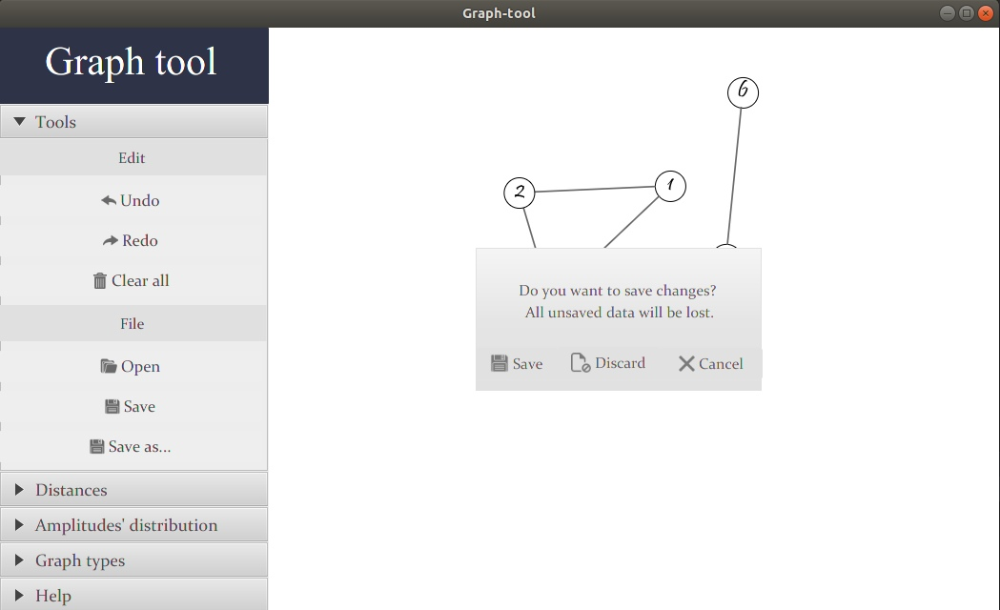 Graph-tool
Graph tool
Tools
Edit
Undo
Redo
Clear all
File
Open
Save
Save as...
Distances
Amplitudes' distribution
Graph types
Help
6
2
1
Do you want to save changes?
All unsaved data will be lost.
Save Discard Cancel